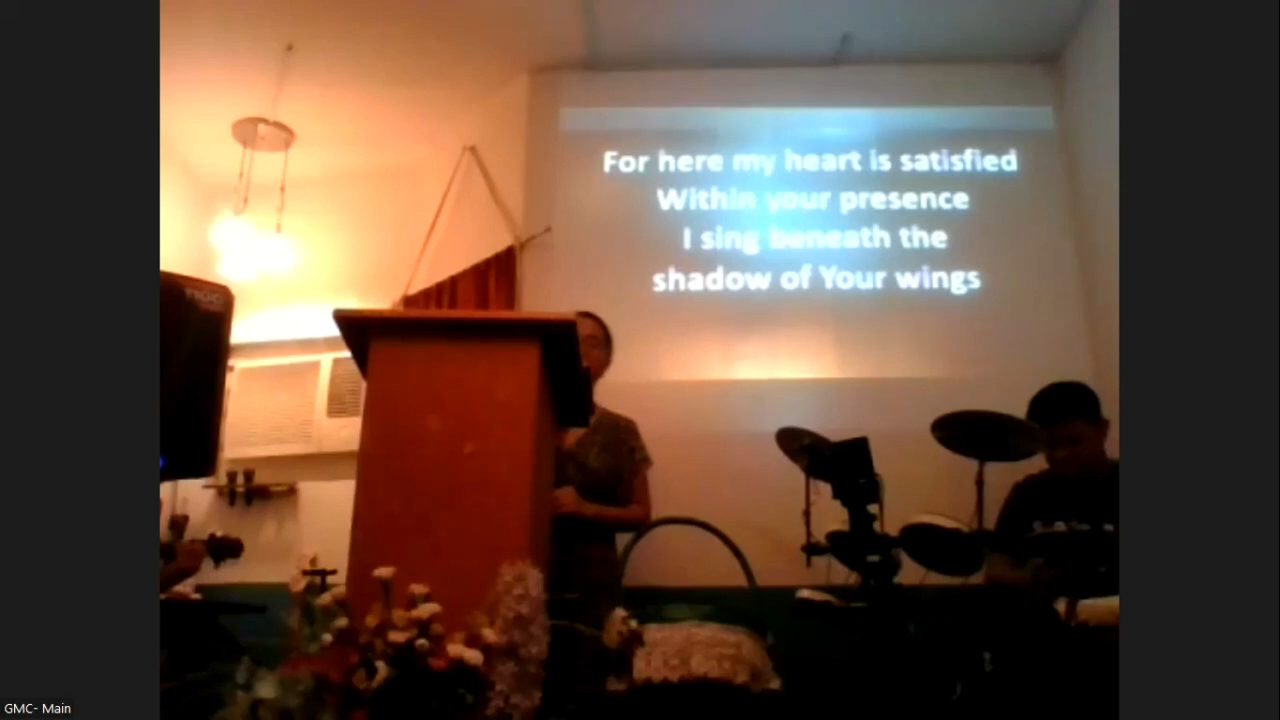 For here my heart is satisfied
Within your presence
I sing beneath the
shadow of Your wings
GMC- Main